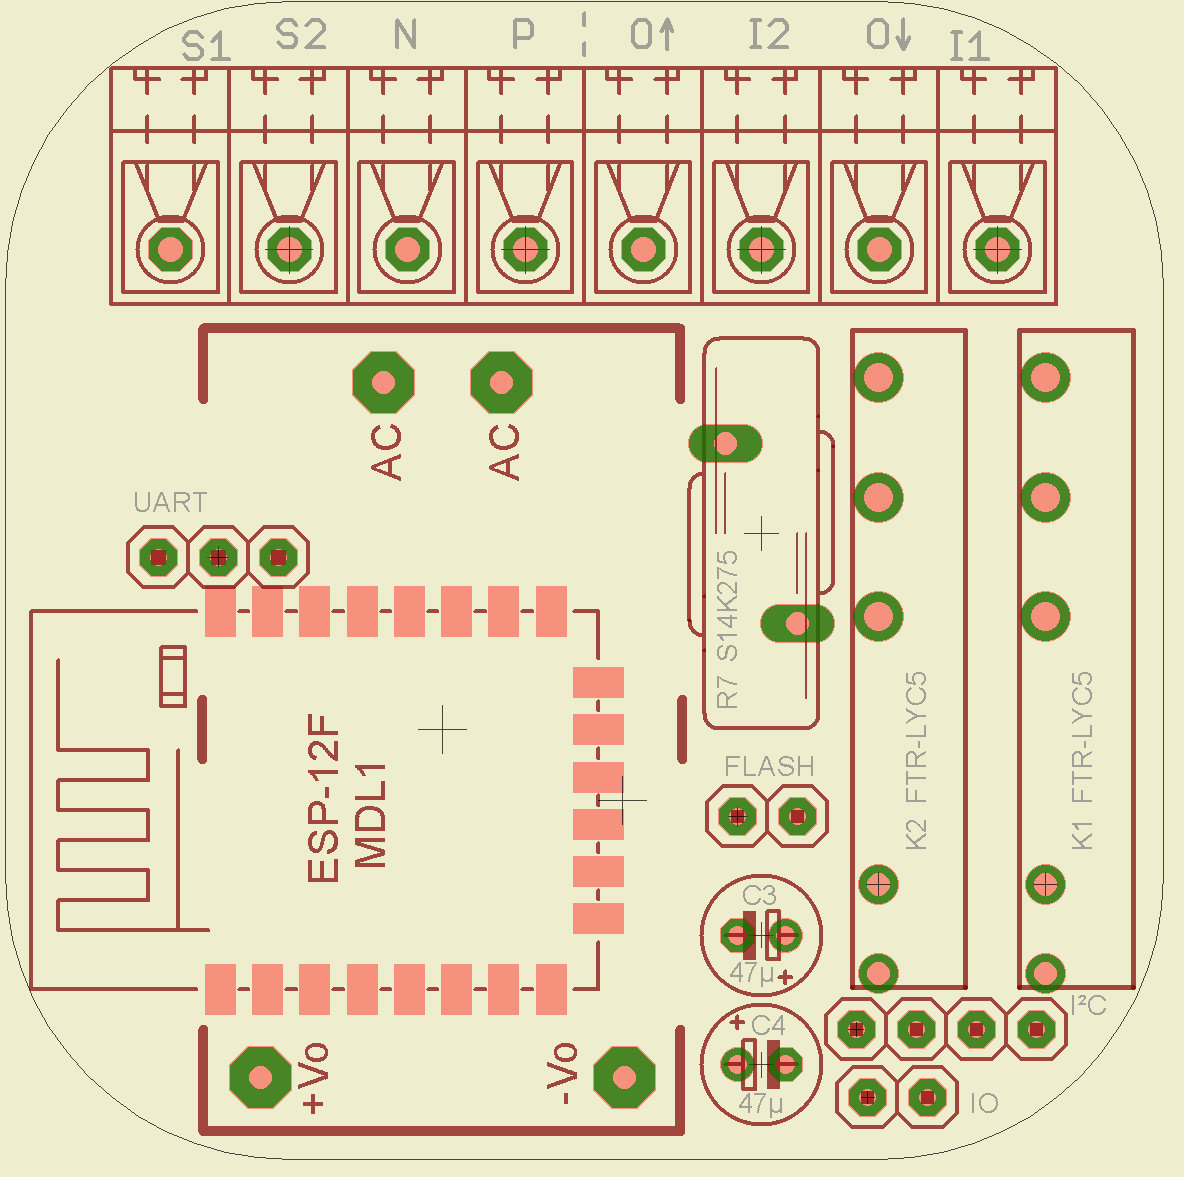 S1 S2 N P O↑ I2 O↓ I1
AC AC
UART
R7 S14K275
ESP-12F
MDL1
FLASH
K2 FTR-LYC5
K1 FTR-LYC5
C3
47µ
+
I²C
+
C4
47µ
+Vo
-Vo
IO